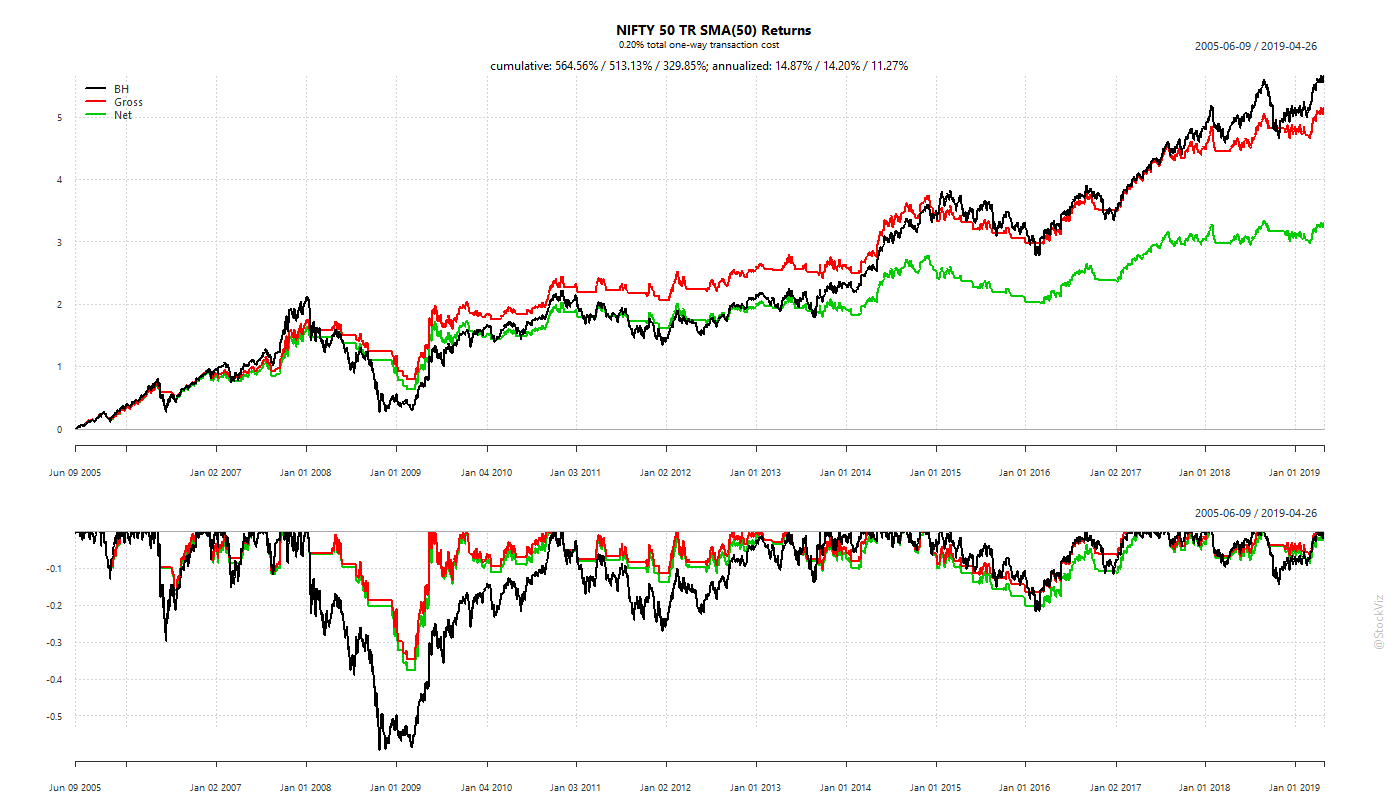 NIFTY 50 TR SMA(50) Returns
0.20% total one-way transaction cost
2005-06-09 / 2019-04-26
cumulative: 564.56% / 513.13% / 329.85%; annualized: 14.87% / 14.20% / 11.27%
BH
Gross
Net
5
4
3
2
1
0
Jun 09 2005 Jan 02 2007 Jan 01 2008 Jan 01 2009 Jan 04 2010 Jan 03 2011 Jan 02 2012 Jan 01 2013 Jan 01 2014 Jan 01 2015 Jan 01 2016 Jan 02 2017 Jan 01 2018 Jan 01 2019
2005-06-09 / 2019-04-26
-0.1
-0.2
-0.3
-0.4
-0.5
Jun 09 2005 Jan 02 2007 Jan 01 2008 Jan 01 2009 Jan 04 2010 Jan 03 2011 Jan 02 2012 Jan 01 2013 Jan 01 2014 Jan 01 2015 Jan 01 2016 Jan 02 2017 Jan 01 2018 Jan 01 2019
@StockViz